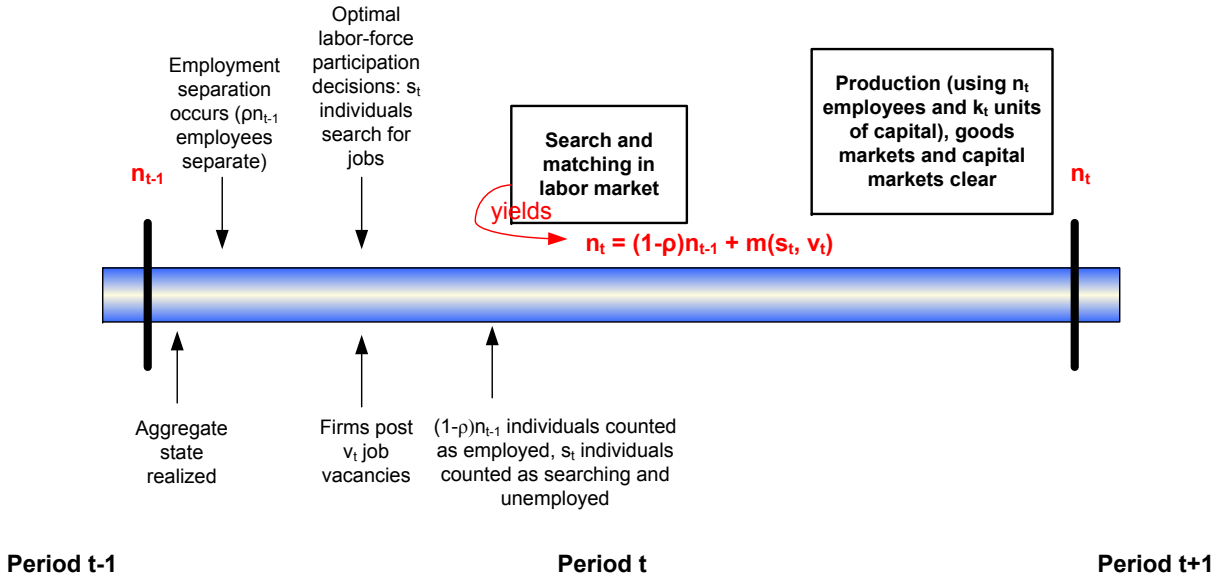 Optimal
labor-force
participation
decisions: sₜ
individuals
search for
jobs
Employment
separation
occurs (ρnₜ₋₁
employees
separate)
Search and
matching in
labor market
Production (using nₜ
employees and kₜ units
of capital), goods
markets and capital
markets clear
nₜ₋₁
nₜ
yields
nₜ = (1-ρ)nₜ₋₁ + m(sₜ, vₜ)
Aggregate
state
realized
Firms post
vₜ job
vacancies
(1-ρ)nₜ₋₁ individuals counted
as employed, sₜ individuals
counted as searching and
unemployed
Period t-1
Period t
Period t+1